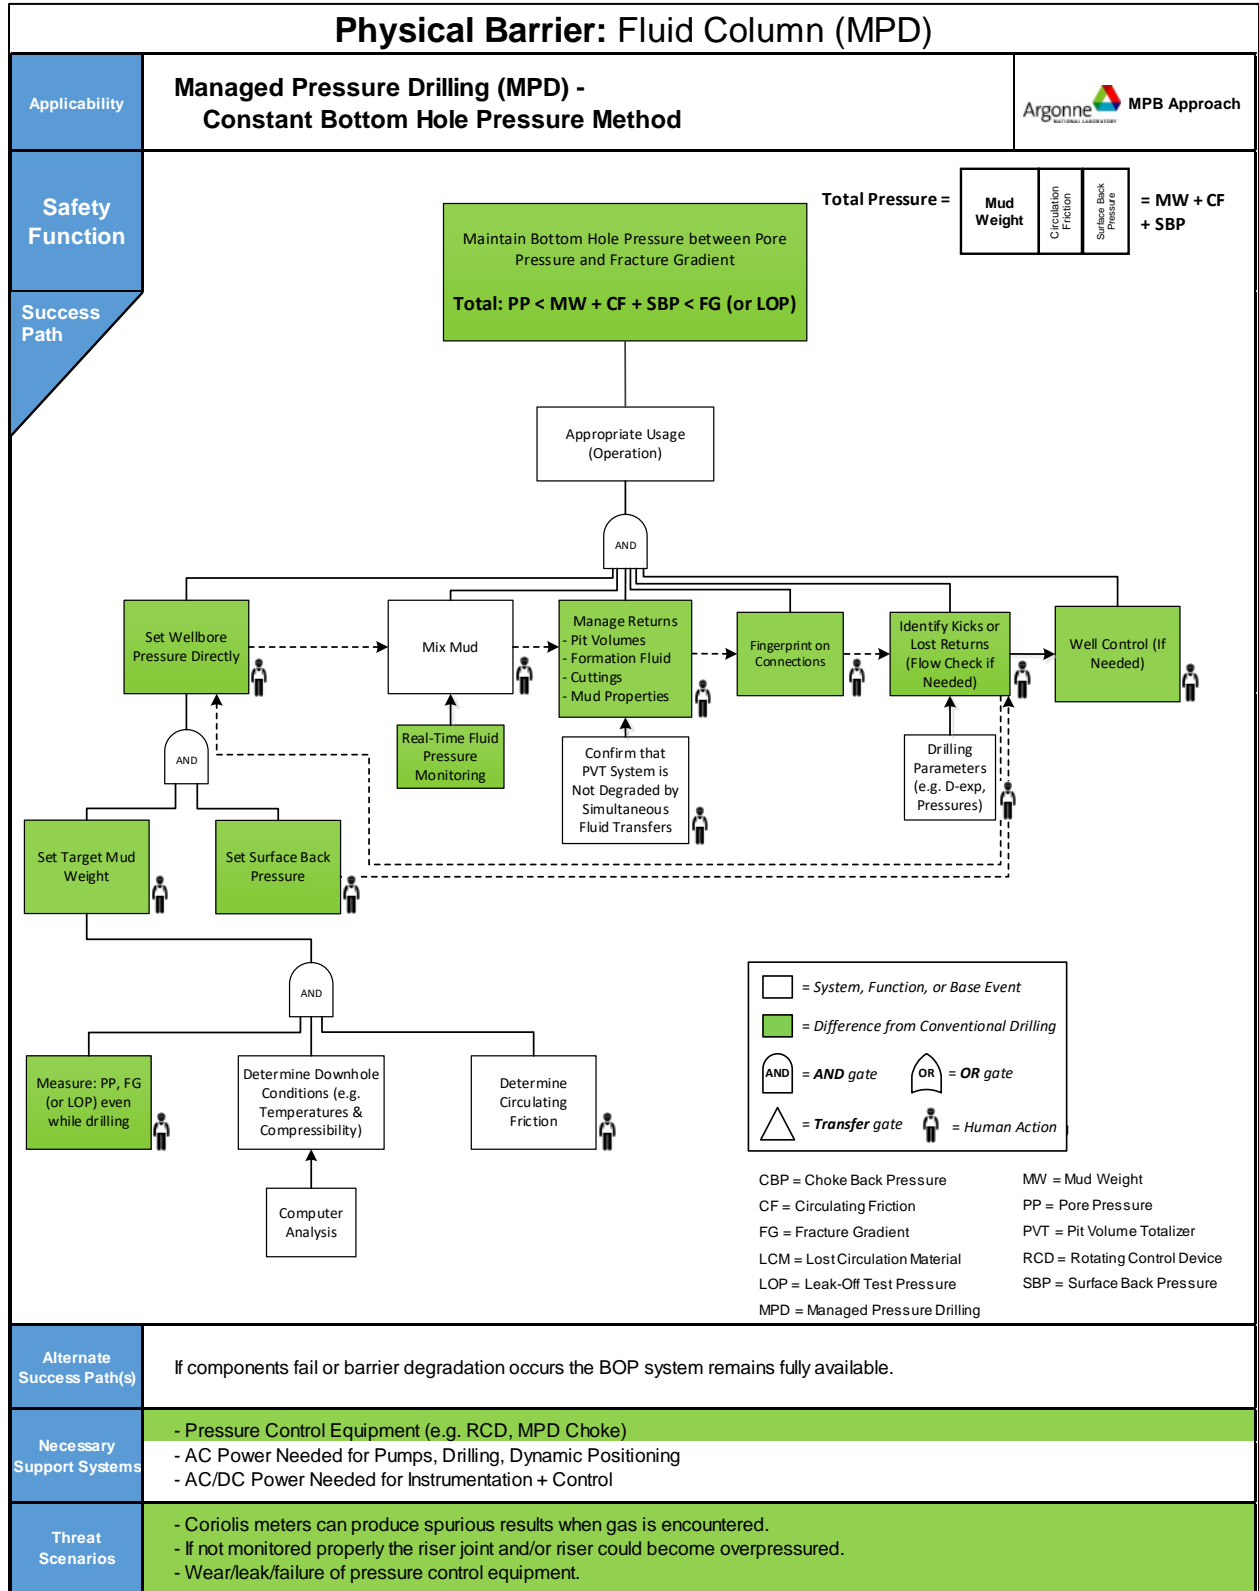 Physical Barrier: Fluid Column (MPD)
Applicability
Managed Pressure Drilling (MPD) -
Constant Bottom Hole Pressure Method
Argonne
NATIONAL LABORATORY
MPB Approach
Safety
Function
Success
Path
Total Pressure =
Mud
Weight
Circulation
Friction
Surface Back
Pressure
= MW + CF
+ SBP
Maintain Bottom Hole Pressure between Pore
Pressure and Fracture Gradient
Total: PP < MW + CF + SBP < FG (or LOP)
Appropriate Usage
(Operation)
AND
Set Wellbore
Pressure Directly
Mix Mud
Manage Returns
- Pit Volumes
- Formation Fluid
- Cuttings
- Mud Properties
Fingerprint on
Connections
Identify Kicks or
Lost Returns
(Flow Check if
Needed)
Well Control (If
Needed)
AND
Real-Time Fluid
Pressure
Monitoring
Confirm that
PVT System is
Not Degraded by
Simultaneous
Fluid Transfers
Drilling
Parameters
(e.g. D-exp,
Pressures)
Set Target Mud
Weight
Set Surface Back
Pressure
AND
Measure: PP, FG
(or LOP) even
while drilling
Determine Downhole
Conditions (e.g.
Temperatures &
Compressibility)
Determine
Circulating
Friction
Computer
Analysis
= System, Function, or Base Event
= Difference from Conventional Drilling
AND
= AND gate
OR
= OR gate
= Transfer gate
= Human Action
CBP = Choke Back Pressure
CF = Circulating Friction
FG = Fracture Gradient
LCM = Lost Circulation Material
LOP = Leak-Off Test Pressure
MPD = Managed Pressure Drilling
MW = Mud Weight
PP = Pore Pressure
PVT = Pit Volume Totalizer
RCD = Rotating Control Device
SBP = Surface Back Pressure
Alternate
Success Path(s)
If components fail or barrier degradation occurs the BOP system remains fully available.
Necessary
Support Systems
- Pressure Control Equipment (e.g. RCD, MPD Choke)
- AC Power Needed for Pumps, Drilling, Dynamic Positioning
- AC/DC Power Needed for Instrumentation + Control
Threat
Scenarios
- Coriolis meters can produce spurious results when gas is encountered.
- If not monitored properly the riser joint and/or riser could become overpressured.
- Wear/leak/failure of pressure control equipment.